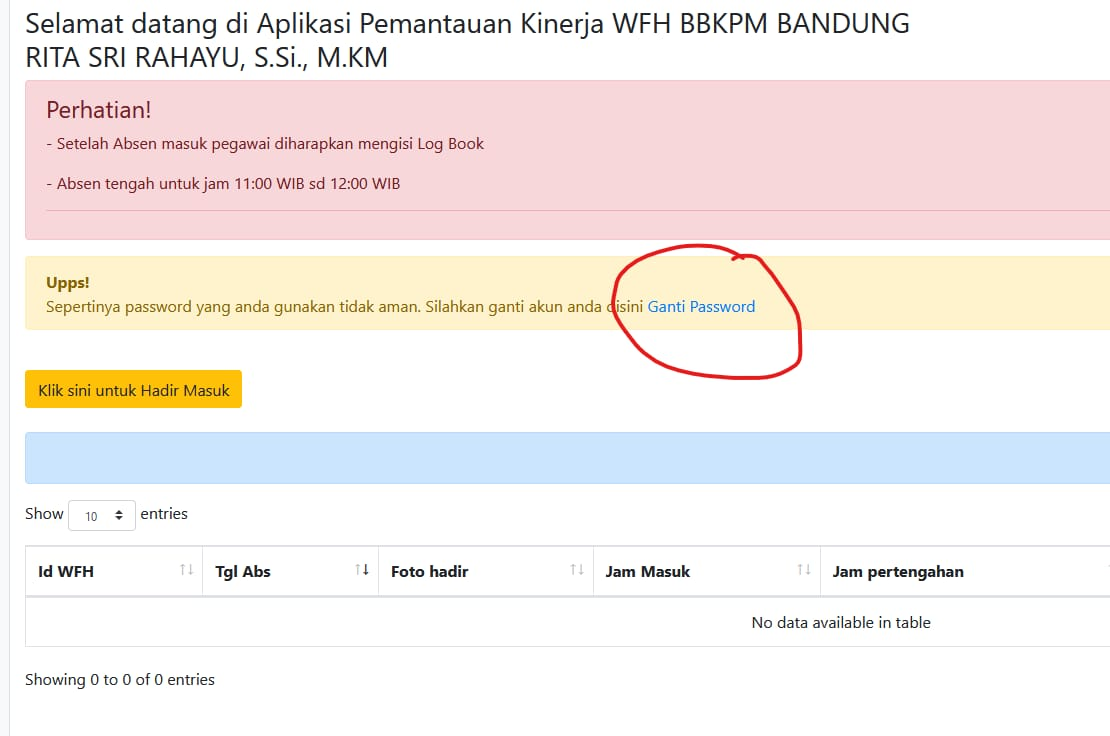 Selamat datang di Aplikasi Pemantauan Kinerja WFH BBKPM BANDUNG
RITA SRI RAHAYU, S.Si., M.KM
Perhatian!
- Setelah Absen masuk pegawai diharapkan mengisi Log Book
- Absen tengah untuk jam 11:00 WIB sd 12:00 WIB
Upps!
Sepertinya password yang anda gunakan tidak aman. Silahkan ganti akun anda disini Ganti Password
Klik sini untuk Hadir Masuk
Show 10 entries
Id WFH Tgl Abs Foto hadir Jam Masuk Jam pertengahan
No data available in table
Showing 0 to 0 of 0 entries